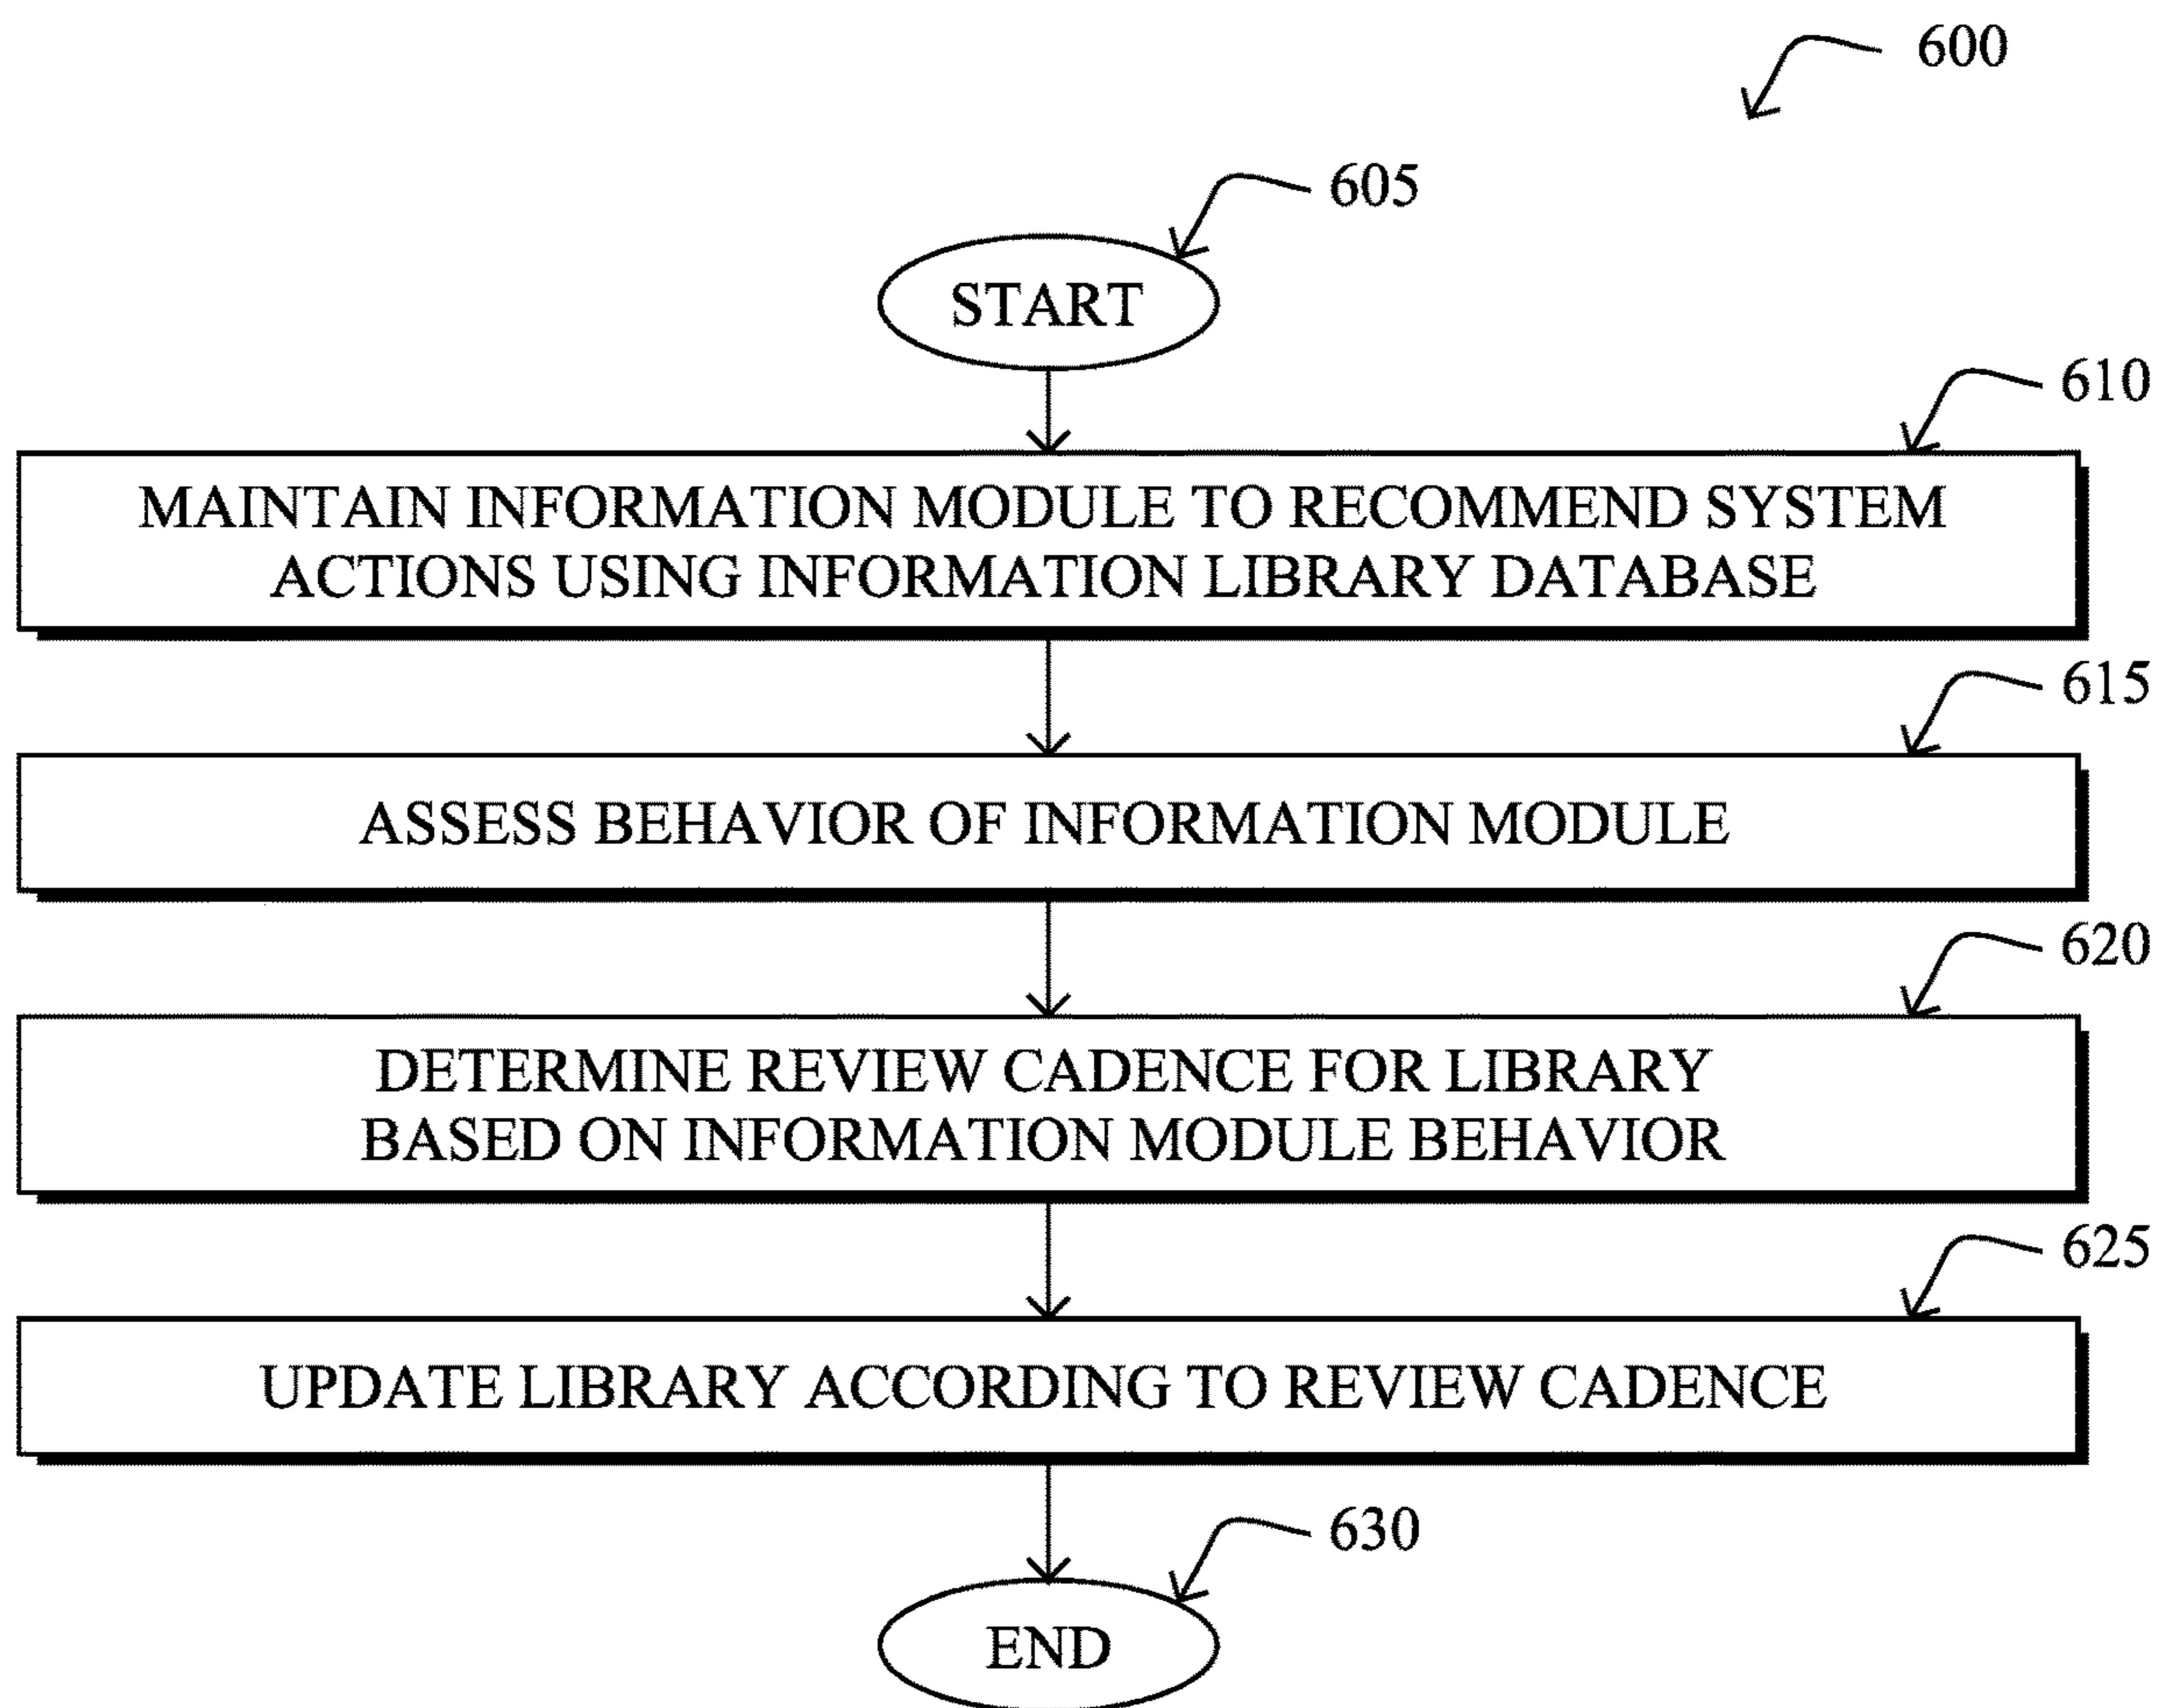 600
605
START
610
MAINTAIN INFORMATION MODULE TO RECOMMEND SYSTEM
ACTIONS USING INFORMATION LIBRARY DATABASE
615
ASSESS BEHAVIOR OF INFORMATION MODULE
620
DETERMINE REVIEW CADENCE FOR LIBRARY
BASED ON INFORMATION MODULE BEHAVIOR
625
UPDATE LIBRARY ACCORDING TO REVIEW CADENCE
630
END